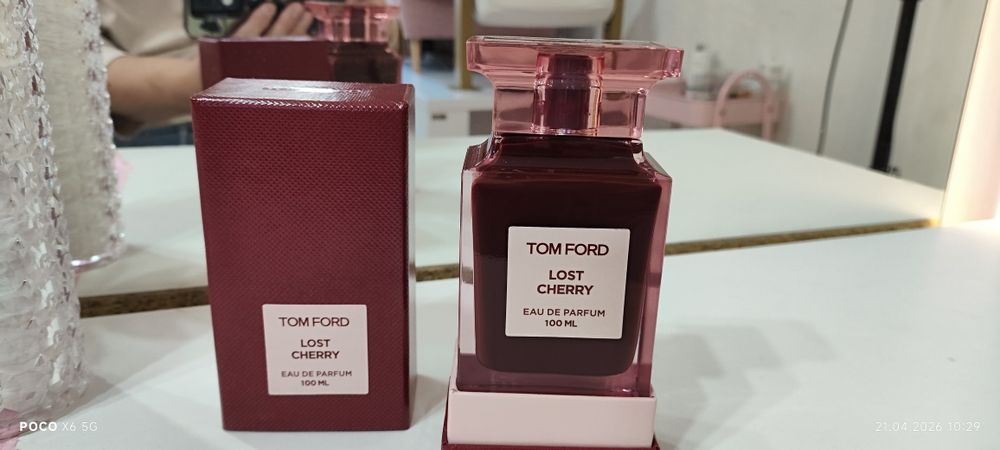 TOM FORD
LOST
CHERRY
EAU DE PARFUM
100 ML
TOM FORD
LOST
CHERRY
EAU DE PARFUM
100 ML
POCO X6 5G
21.04.2026 10:29